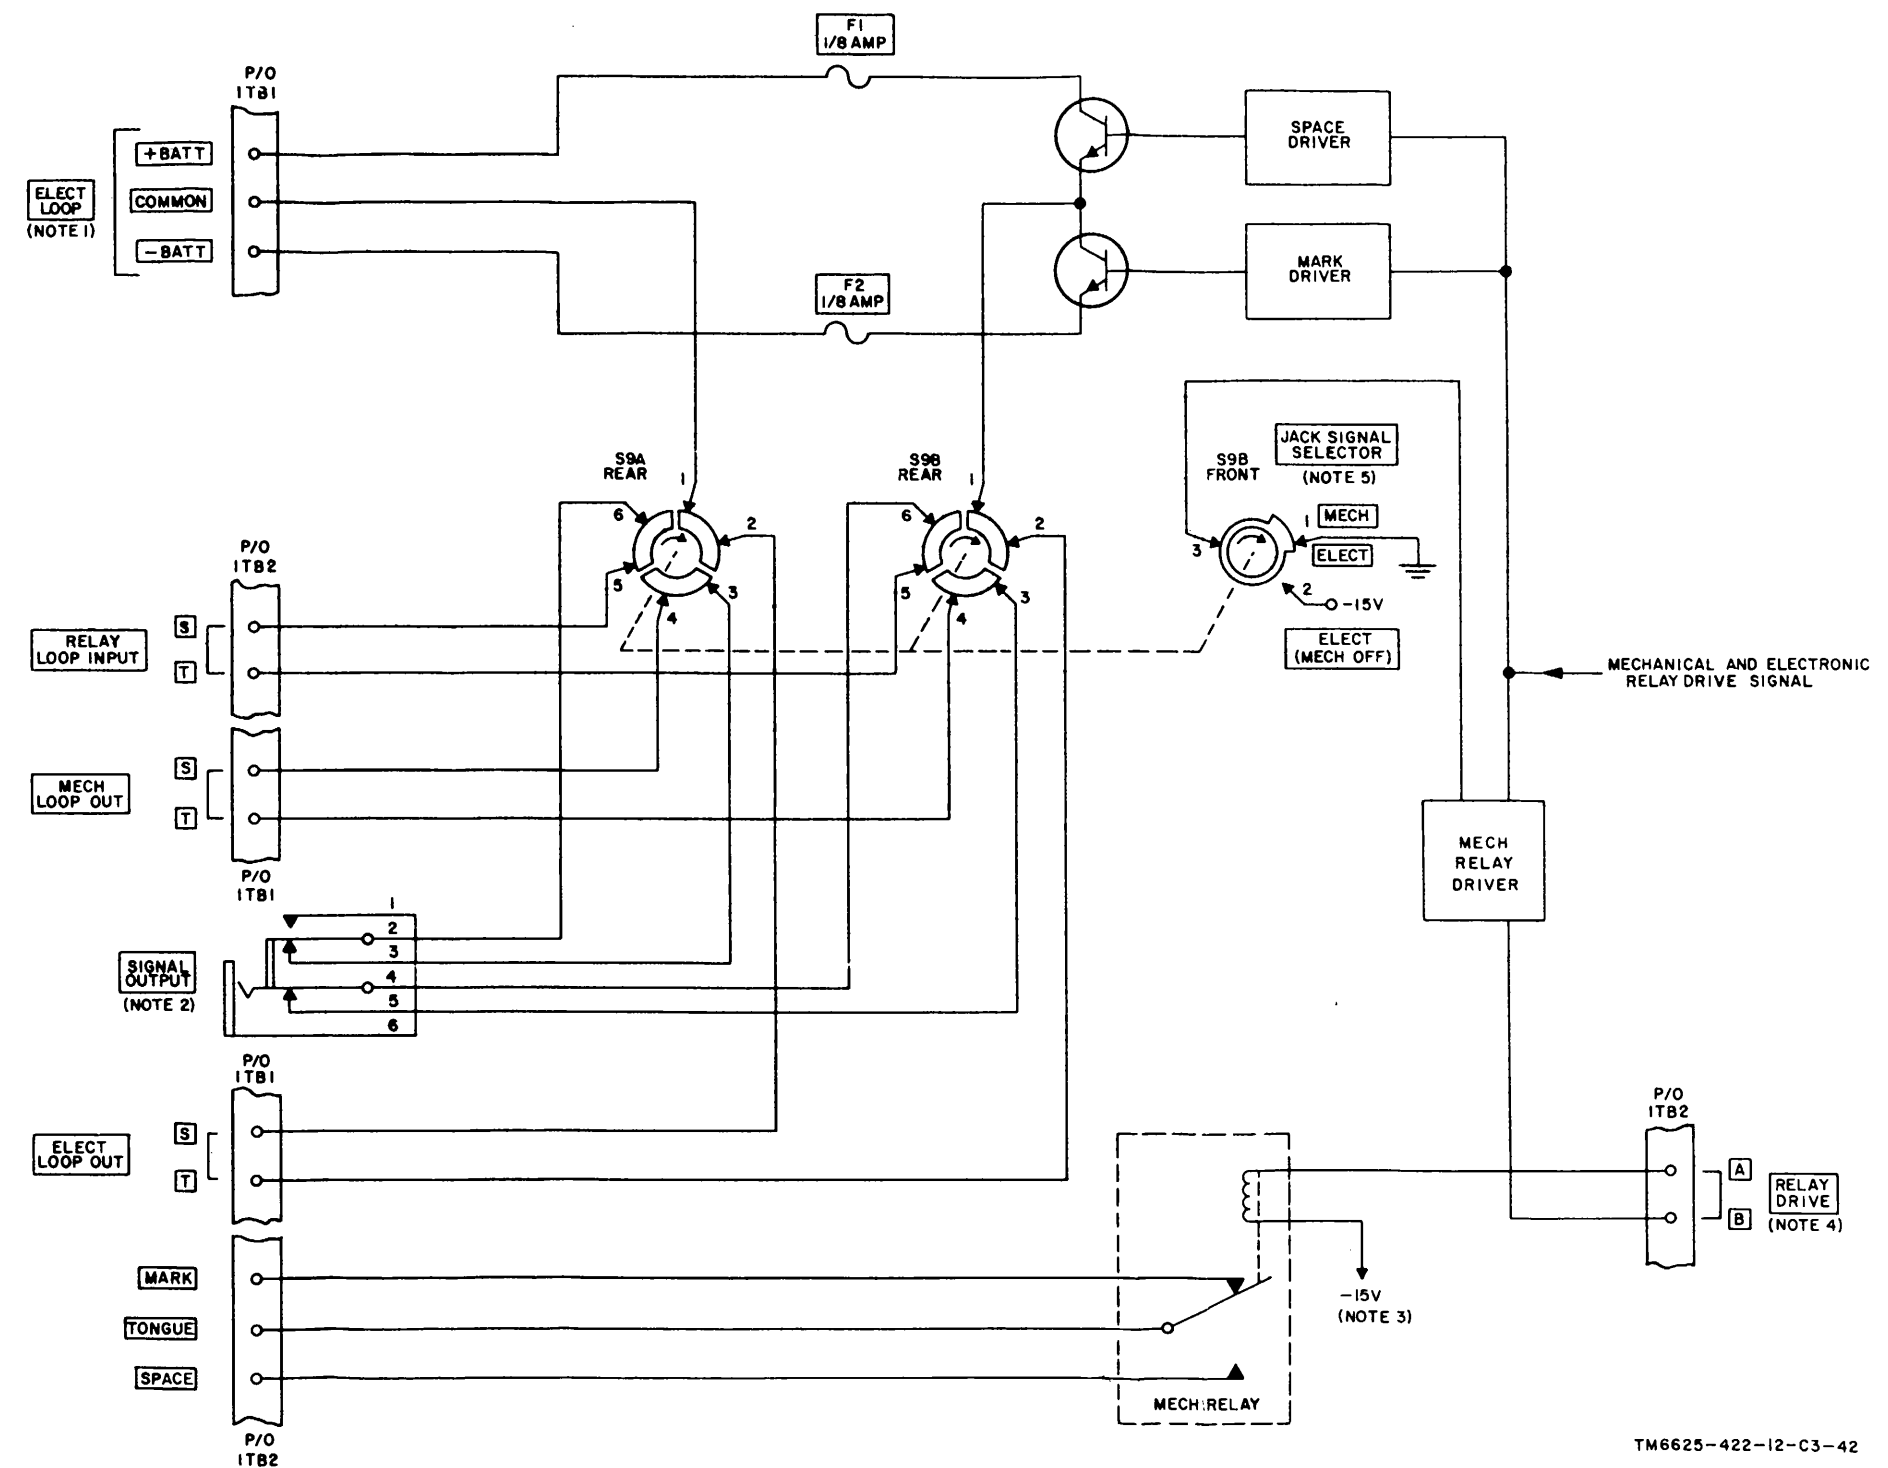 F1
1/8 AMP
P/O
1TB1
+BATT
COMMON
-BATT
ELECT
LOOP
(NOTE 1)
SPACE
DRIVER
MARK
DRIVER
F2
1/8 AMP
S9A
REAR
1
2
3
4
5
6
S9B
REAR
1
2
3
4
5
6
S9B
FRONT
JACK SIGNAL
SELECTOR
(NOTE 5)
1
MECH
ELECT
3
2
-15V
ELECT
(MECH OFF)
P/O
1TB2
S
T
RELAY
LOOP INPUT
MECHANICAL AND ELECTRONIC
RELAY DRIVE SIGNAL
S
T
MECH
LOOP OUT
P/O
1TB1
MECH
RELAY
DRIVER
1
2
3
4
5
6
SIGNAL
OUTPUT
(NOTE 2)
P/O
1TB1
S
T
ELECT
LOOP OUT
P/O
1TB2
A
B
RELAY
DRIVE
(NOTE 4)
MARK
TONGUE
SPACE
-15V
(NOTE 3)
MECH RELAY
P/O
1TB2
TM6625-422-12-C3-42